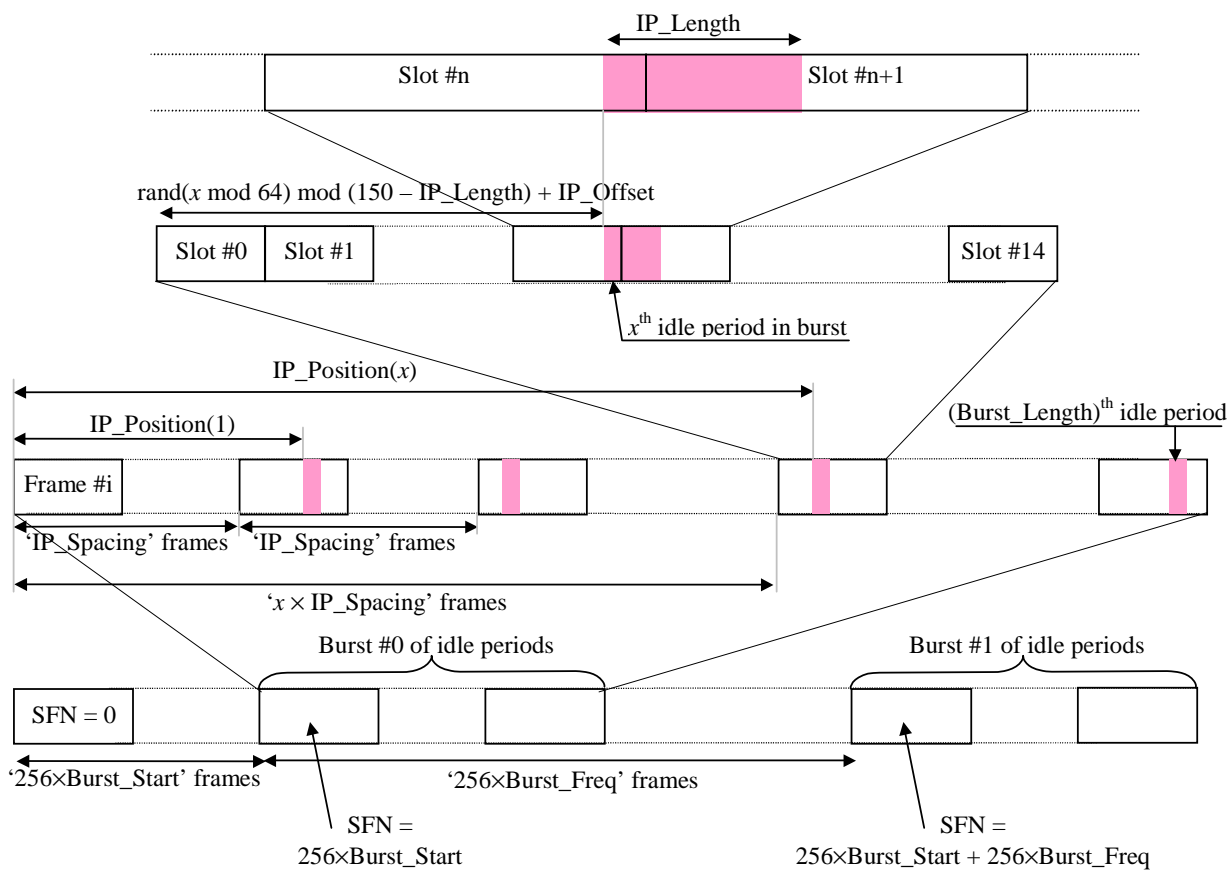 IP_Length
Slot #n
Slot #n+1
rand(x mod 64) mod (150 – IP_Length) + IP_Offset
Slot #0
Slot #1
Slot #14
xth idle period in burst
IP_Position(x)
IP_Position(1)
(Burst_Length)th idle period
Frame #i
‘IP_Spacing’ frames
‘IP_Spacing’ frames
‘x × IP_Spacing’ frames
Burst #0 of idle periods
Burst #1 of idle periods
SFN = 0
‘256×Burst_Start’ frames
‘256×Burst_Freq’ frames
SFN =
256×Burst_Start
SFN =
256×Burst_Start + 256×Burst_Freq